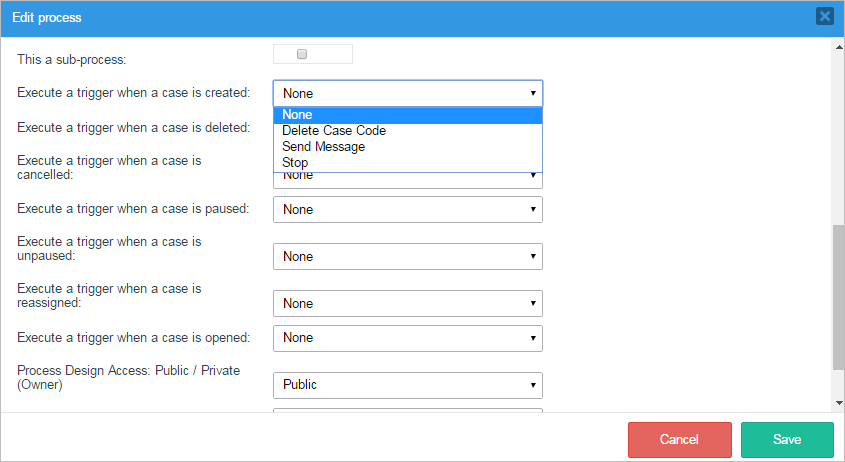 Edit process
This a sub-process:
Execute a trigger when a case is created:
None
None
Delete Case Code
Send Message
Stop
Execute a trigger when a case is deleted:
Execute a trigger when a case is
cancelled:
None
Execute a trigger when a case is paused:
None
Execute a trigger when a case is
unpaused:
None
Execute a trigger when a case is
reassigned:
None
Execute a trigger when a case is opened:
None
Process Design Access: Public / Private
(Owner)
Public
Cancel
Save